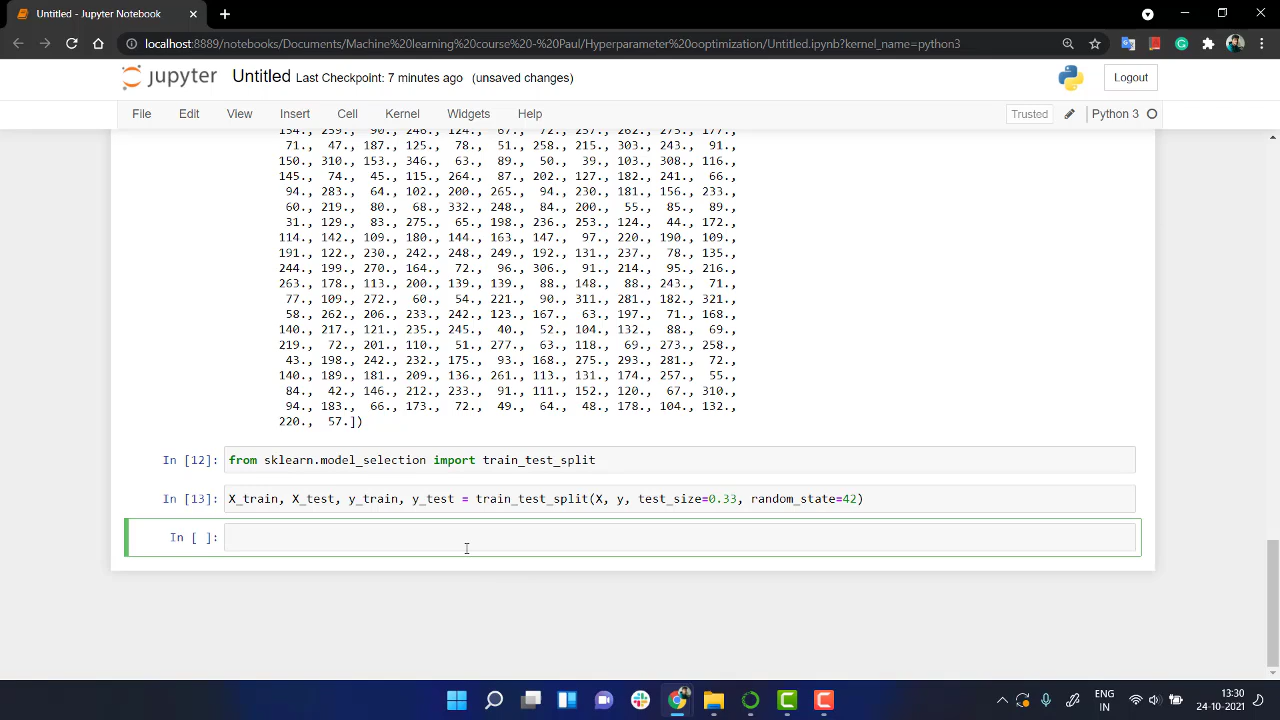 Untitled - Jupyter Notebook
localhost:8889/notebooks/Documents/Machine%20learning%20course%20-%20Paul/Hyperparameter%20ooptimization/Untitled.ipynb?kernel_name=python3
jupyter Untitled Last Checkpoint: 7 minutes ago (unsaved changes) Logout
File Edit View Insert Cell Kernel Widgets Help Trusted Python 3
154., 259., 90., 246., 124., 67., 72., 257., 262., 275., 177.,
71., 47., 187., 125., 78., 51., 258., 215., 303., 243., 91.,
150., 310., 153., 346., 63., 89., 50., 39., 103., 308., 116.,
145., 74., 45., 115., 264., 87., 202., 127., 182., 241., 66.,
94., 283., 64., 102., 200., 265., 94., 230., 181., 156., 233.,
60., 219., 80., 68., 332., 248., 84., 200., 55., 85., 89.,
31., 129., 83., 275., 65., 198., 236., 253., 124., 44., 172.,
114., 142., 109., 180., 144., 163., 147., 97., 220., 190., 109.,
191., 122., 230., 242., 248., 249., 192., 131., 237., 78., 135.,
244., 199., 270., 164., 72., 96., 306., 91., 214., 95., 216.,
263., 178., 113., 200., 139., 139., 88., 148., 88., 243., 71.,
77., 109., 272., 60., 54., 221., 90., 311., 281., 182., 321.,
58., 262., 206., 233., 242., 123., 167., 63., 197., 71., 168.,
140., 217., 121., 235., 245., 40., 52., 104., 132., 88., 69.,
219., 72., 201., 110., 51., 277., 63., 118., 69., 273., 258.,
43., 198., 242., 232., 175., 93., 168., 275., 293., 281., 72.,
140., 189., 181., 209., 136., 261., 113., 131., 174., 257., 55.,
84., 42., 146., 212., 233., 91., 111., 152., 120., 67., 310.,
94., 183., 66., 173., 72., 49., 64., 48., 178., 104., 132.,
220., 57.])
In [12]: from sklearn.model_selection import train_test_split
In [13]: X_train, X_test, y_train, y_test = train_test_split(X, y, test_size=0.33, random_state=42)
In [ ]:
ENG
IN
13:30
24-10-2021